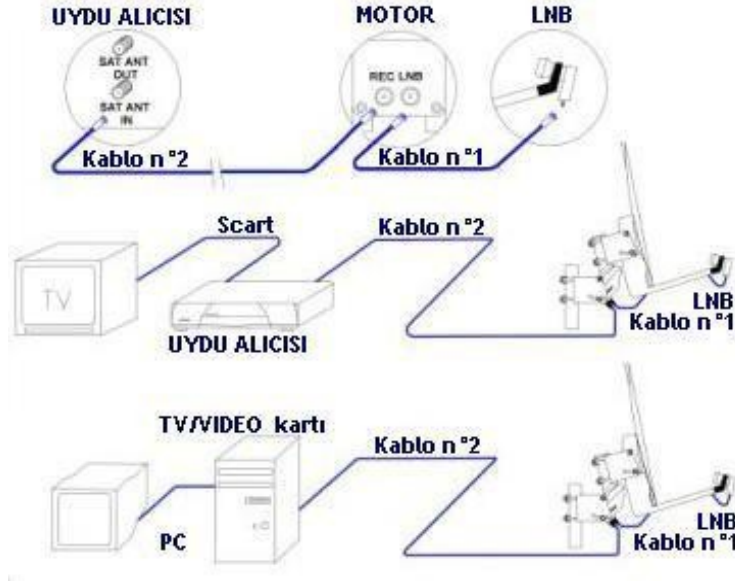 UYDU ALICISI
MOTOR
LNB
SAT ANT
OUT
SAT ANT
IN
REC LNB
Kablo n°2
Kablo n°1
Scart
Kablo n°2
TV
UYDU ALICISI
LNB
Kablo n°1
TV/VIDEO kartı
Kablo n°2
PC
LNB
Kablo n°1